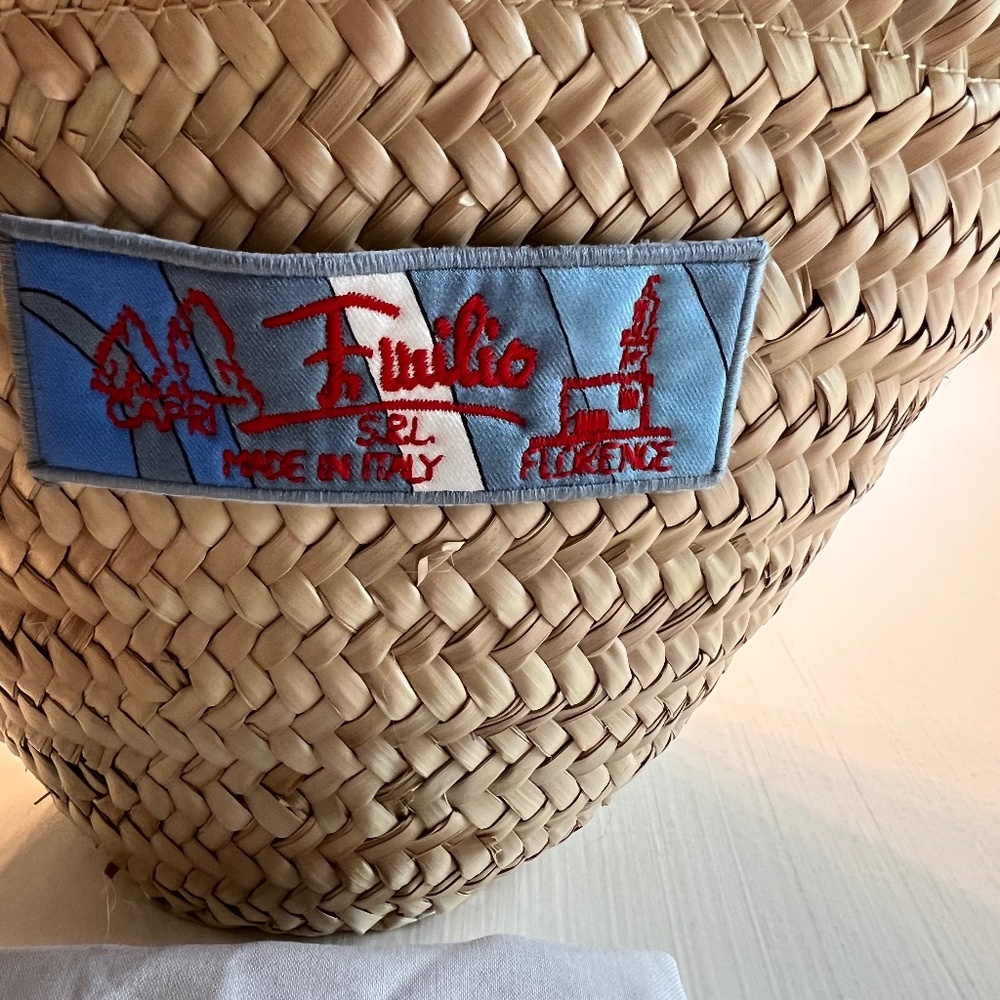 Emilio
CAPRI
S.R.L.
MADE IN ITALY
FLORENCE